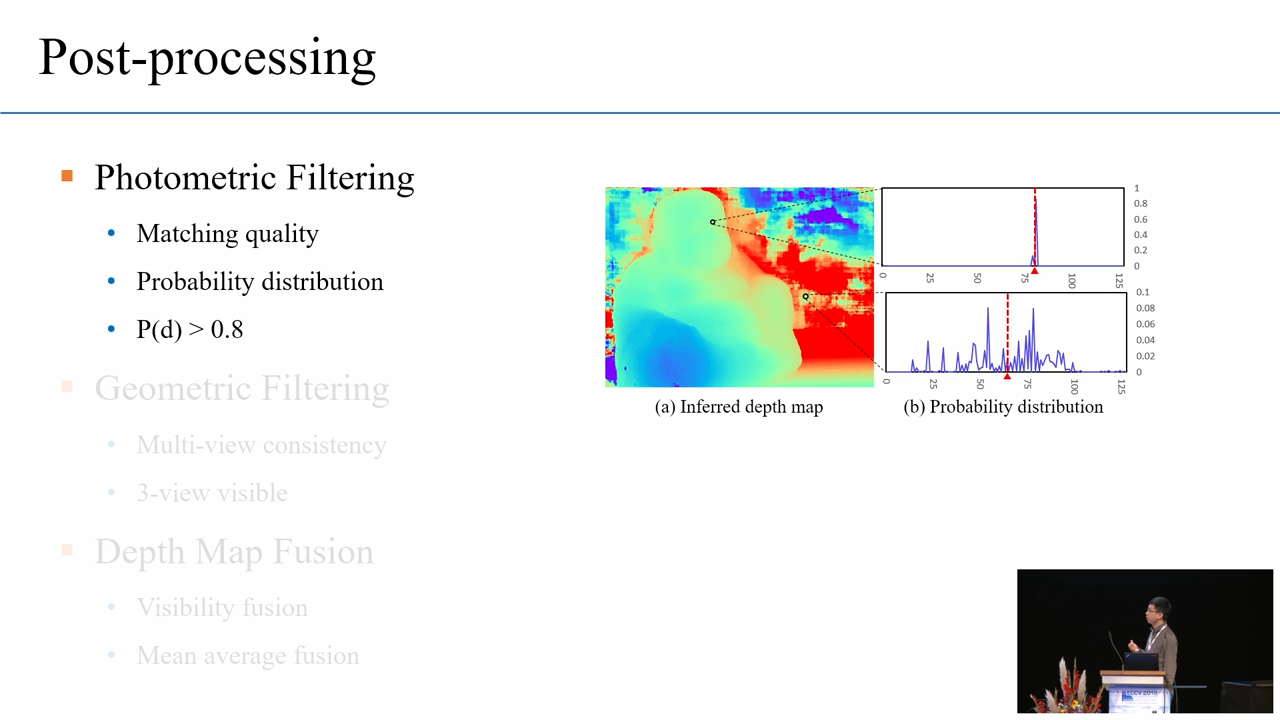 Post-processing
Photometric Filtering
Matching quality
Probability distribution
P(d) > 0.8
Geometric Filtering
Multi-view consistency
3-view visible
Depth Map Fusion
Visibility fusion
Mean average fusion
1
0.8
0.6
0.4
0.2
0
0 25 50 75 100 125
0.1
0.08
0.06
0.04
0.02
0
0 25 50 75 100 125
(a) Inferred depth map
(b) Probability distribution
ECCV 2018